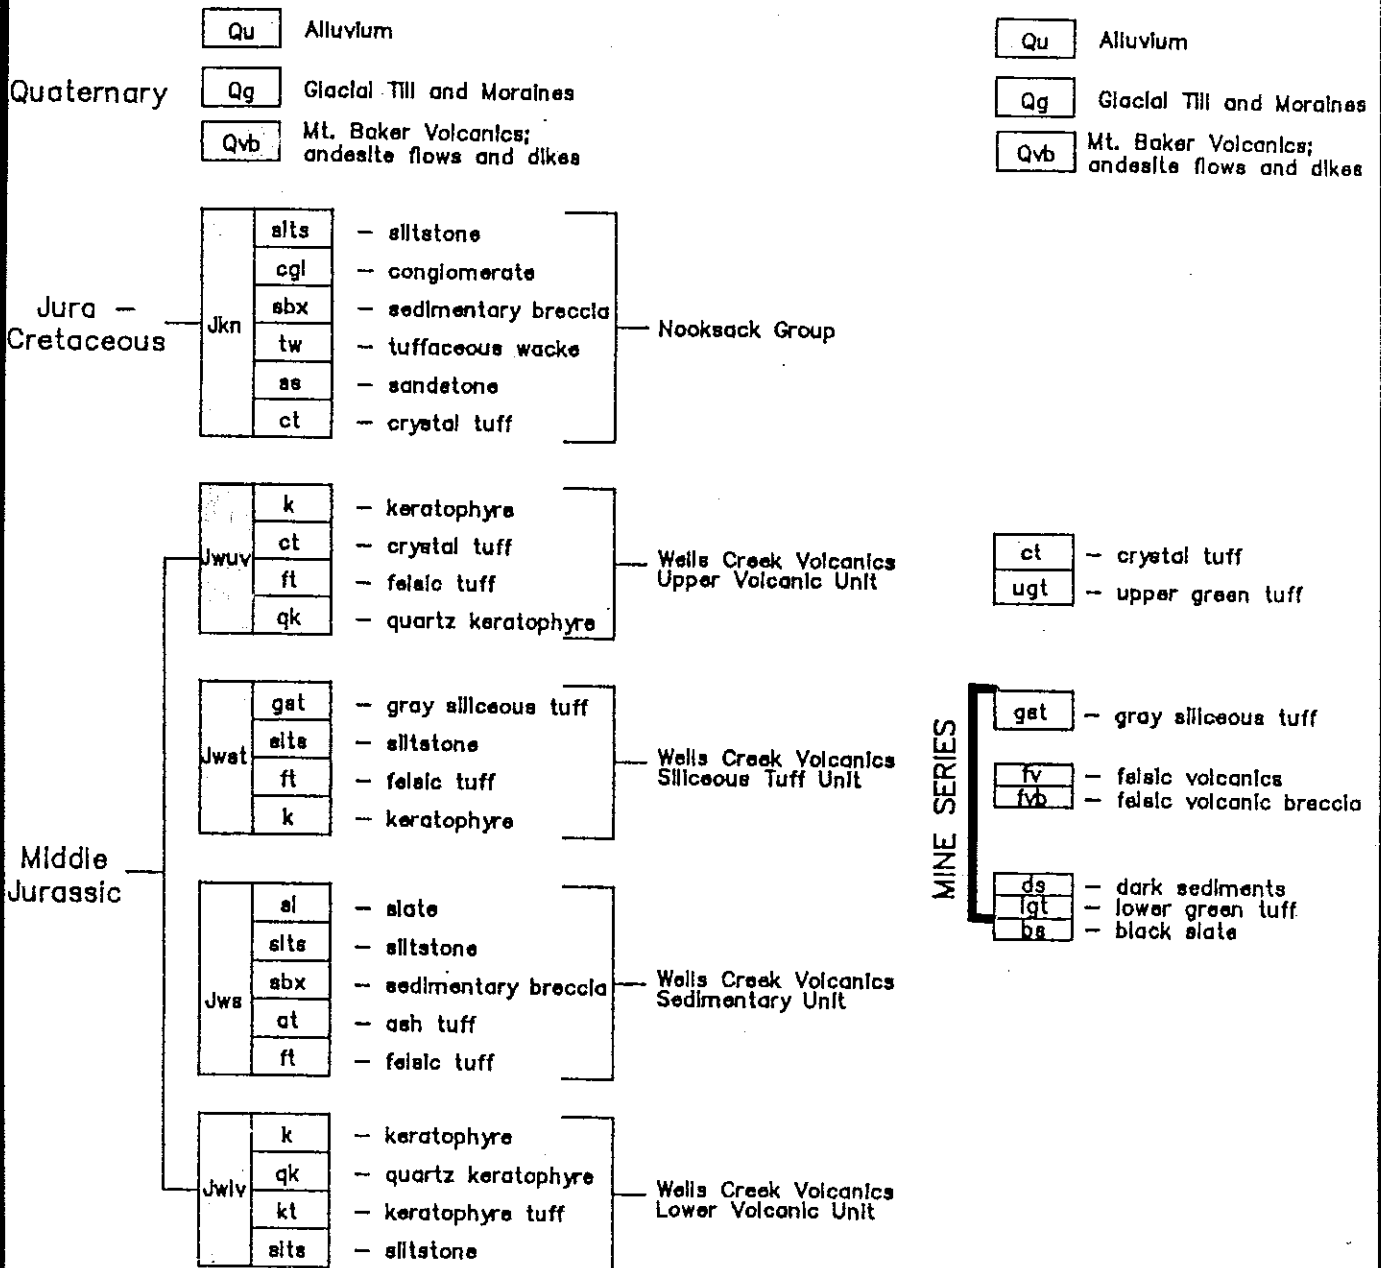 Qu Alluvium
Quaternary
Qg Glacial Till and Moraines
Qvb Mt. Baker Volcanics;
andesite flows and dikes
Jura –
Cretaceous
Jkn
slts – siltstone
cgl – conglomerate
sbx – sedimentary breccia
tw – tuffaceous wacke
ss – sandstone
ct – crystal tuff
Nooksack Group
Middle
Jurassic
Jwuv
k – keratophyre
ct – crystal tuff
ft – felsic tuff
qk – quartz keratophyre
Wells Creek Volcanics
Upper Volcanic Unit
Jwst
gst – gray siliceous tuff
slts – siltstone
ft – felsic tuff
k – keratophyre
Wells Creek Volcanics
Siliceous Tuff Unit
Jws
sl – slate
slts – siltstone
sbx – sedimentary breccia
at – ash tuff
ft – felsic tuff
Wells Creek Volcanics
Sedimentary Unit
Jwlv
k – keratophyre
qk – quartz keratophyre
kt – keratophyre tuff
slts – siltstone
Wells Creek Volcanics
Lower Volcanic Unit
Qu Alluvium
Qg Glacial Till and Moraines
Qvb Mt. Baker Volcanics;
andesite flows and dikes
ct – crystal tuff
ugt – upper green tuff
MINE SERIES
gst – gray siliceous tuff
fv – felsic volcanics
fvb – felsic volcanic breccia
ds – dark sediments
lgt – lower green tuff
bs – black slate